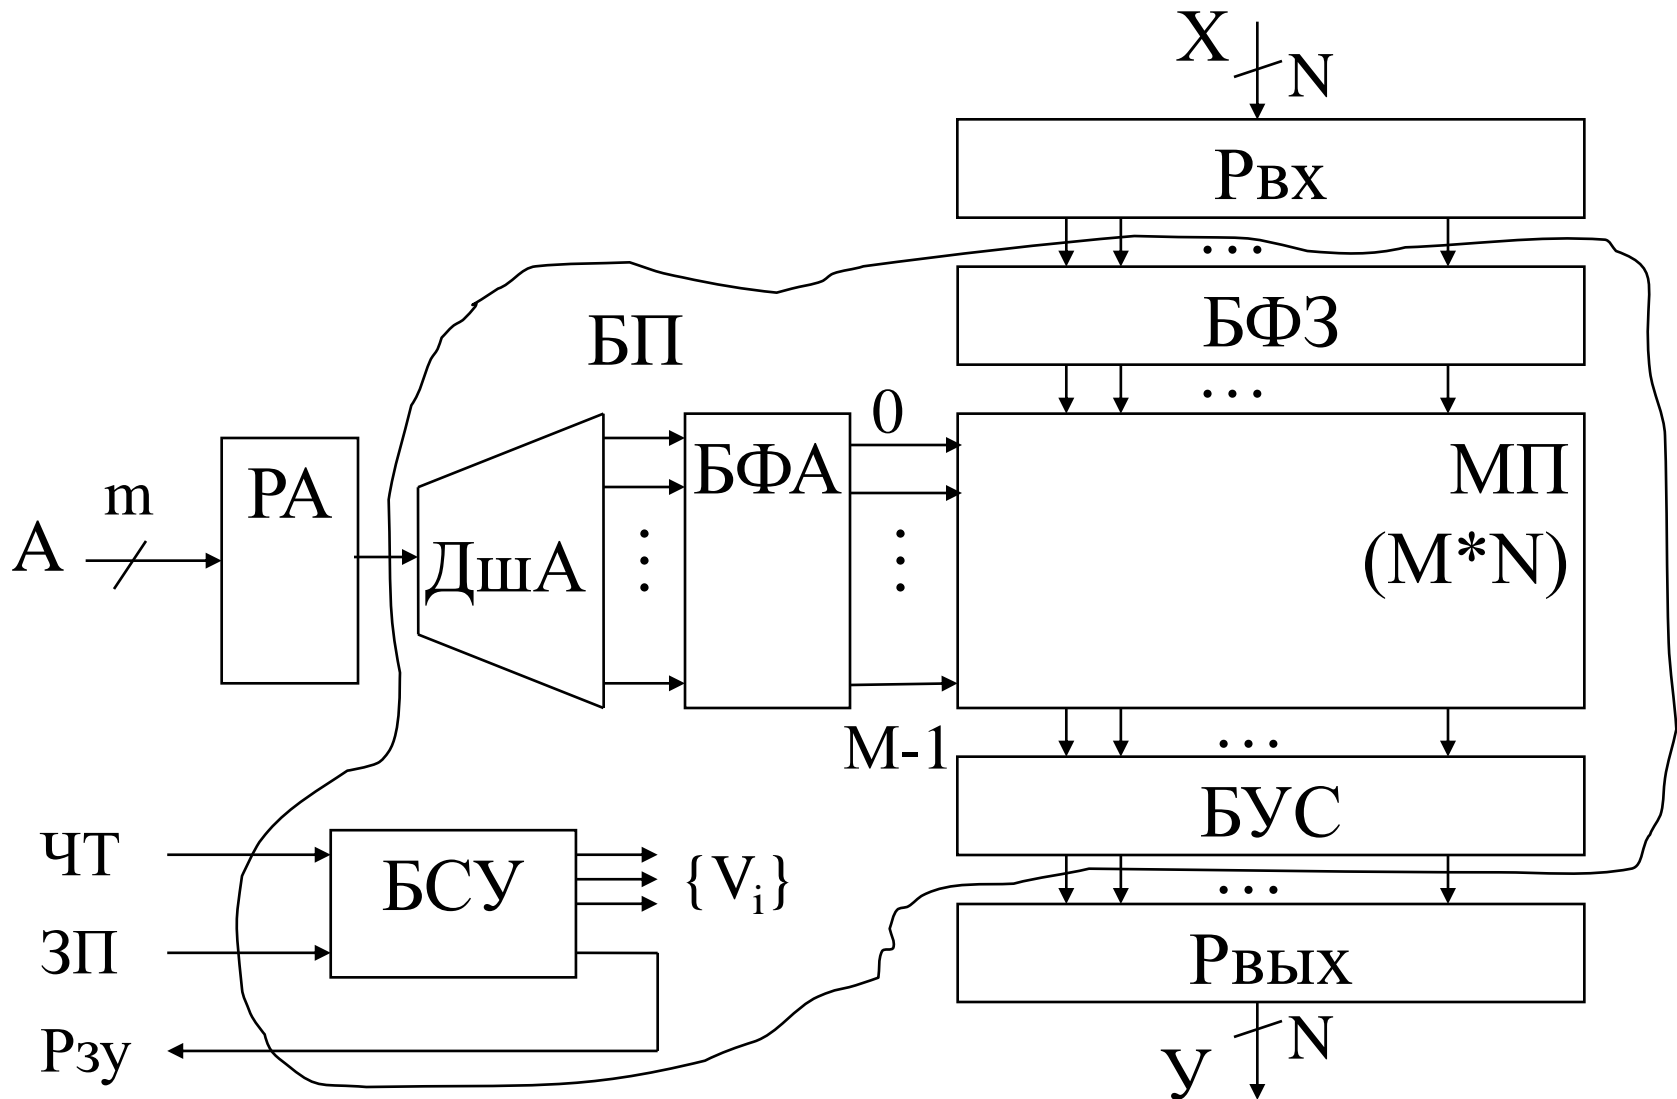 X
N
Рвх
БФЗ
БП
0
m
А
РА
ДшА
БФА
МП
(M*N)
M-1
БУС
ЧТ
БСУ
{Vi}
ЗП
Рвых
Рзу
N
У